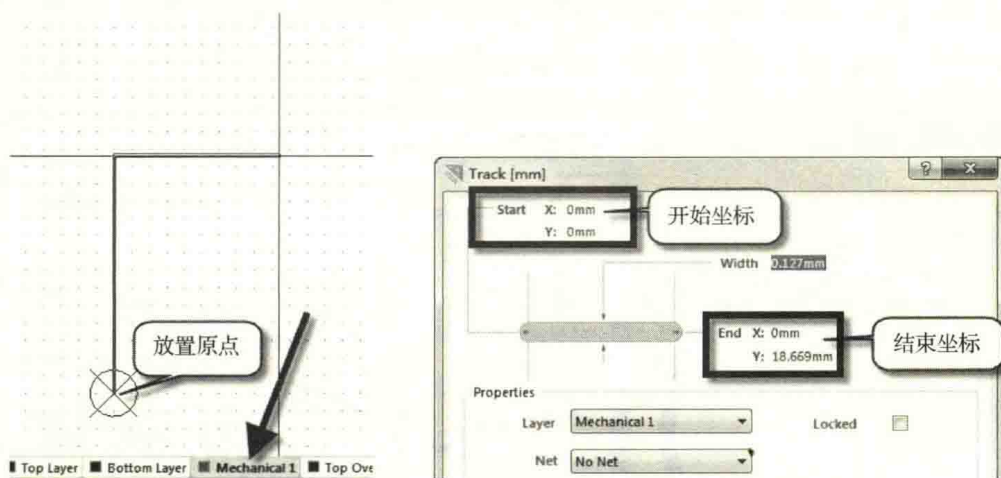 放置原点
Top Layer Bottom Layer Mechanical 1 Top Ove
Track [mm]
Start X: 0mm
Y: 0mm
开始坐标
Width 0.127mm
End X: 0mm
Y: 18.669mm
结束坐标
Properties
Layer Mechanical 1 Locked
Net No Net